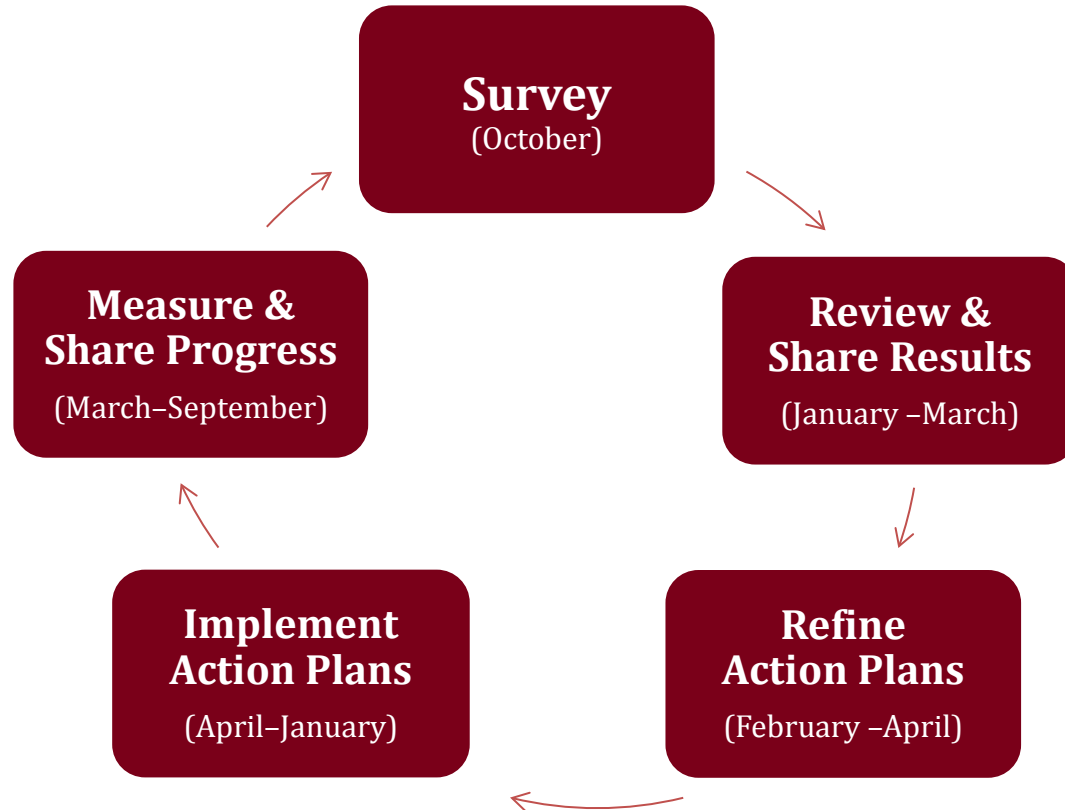 Survey
(October)
Review &
Share Results
(January –March)
Refine
Action Plans
(February –April)
Implement
Action Plans
(April–January)
Measure &
Share Progress
(March–September)